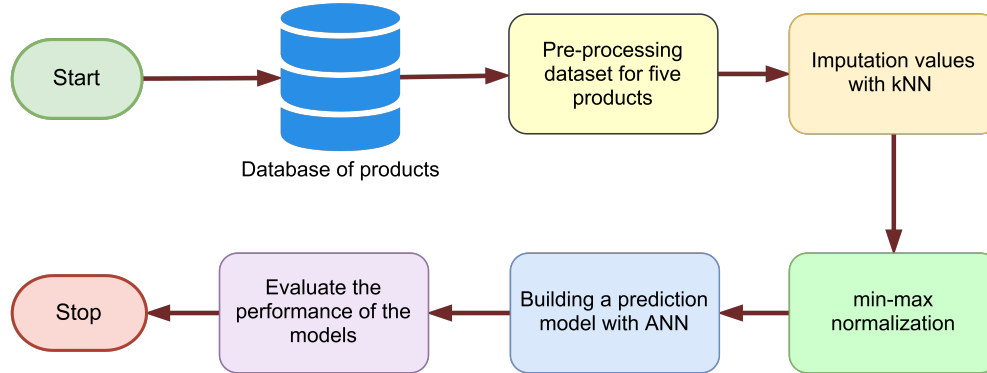 Start
Database of products
Pre-processing
dataset for five
products
Imputation values
with kNN
min-max
normalization
Building a prediction
model with ANN
Evaluate the
performance of the
models
Stop